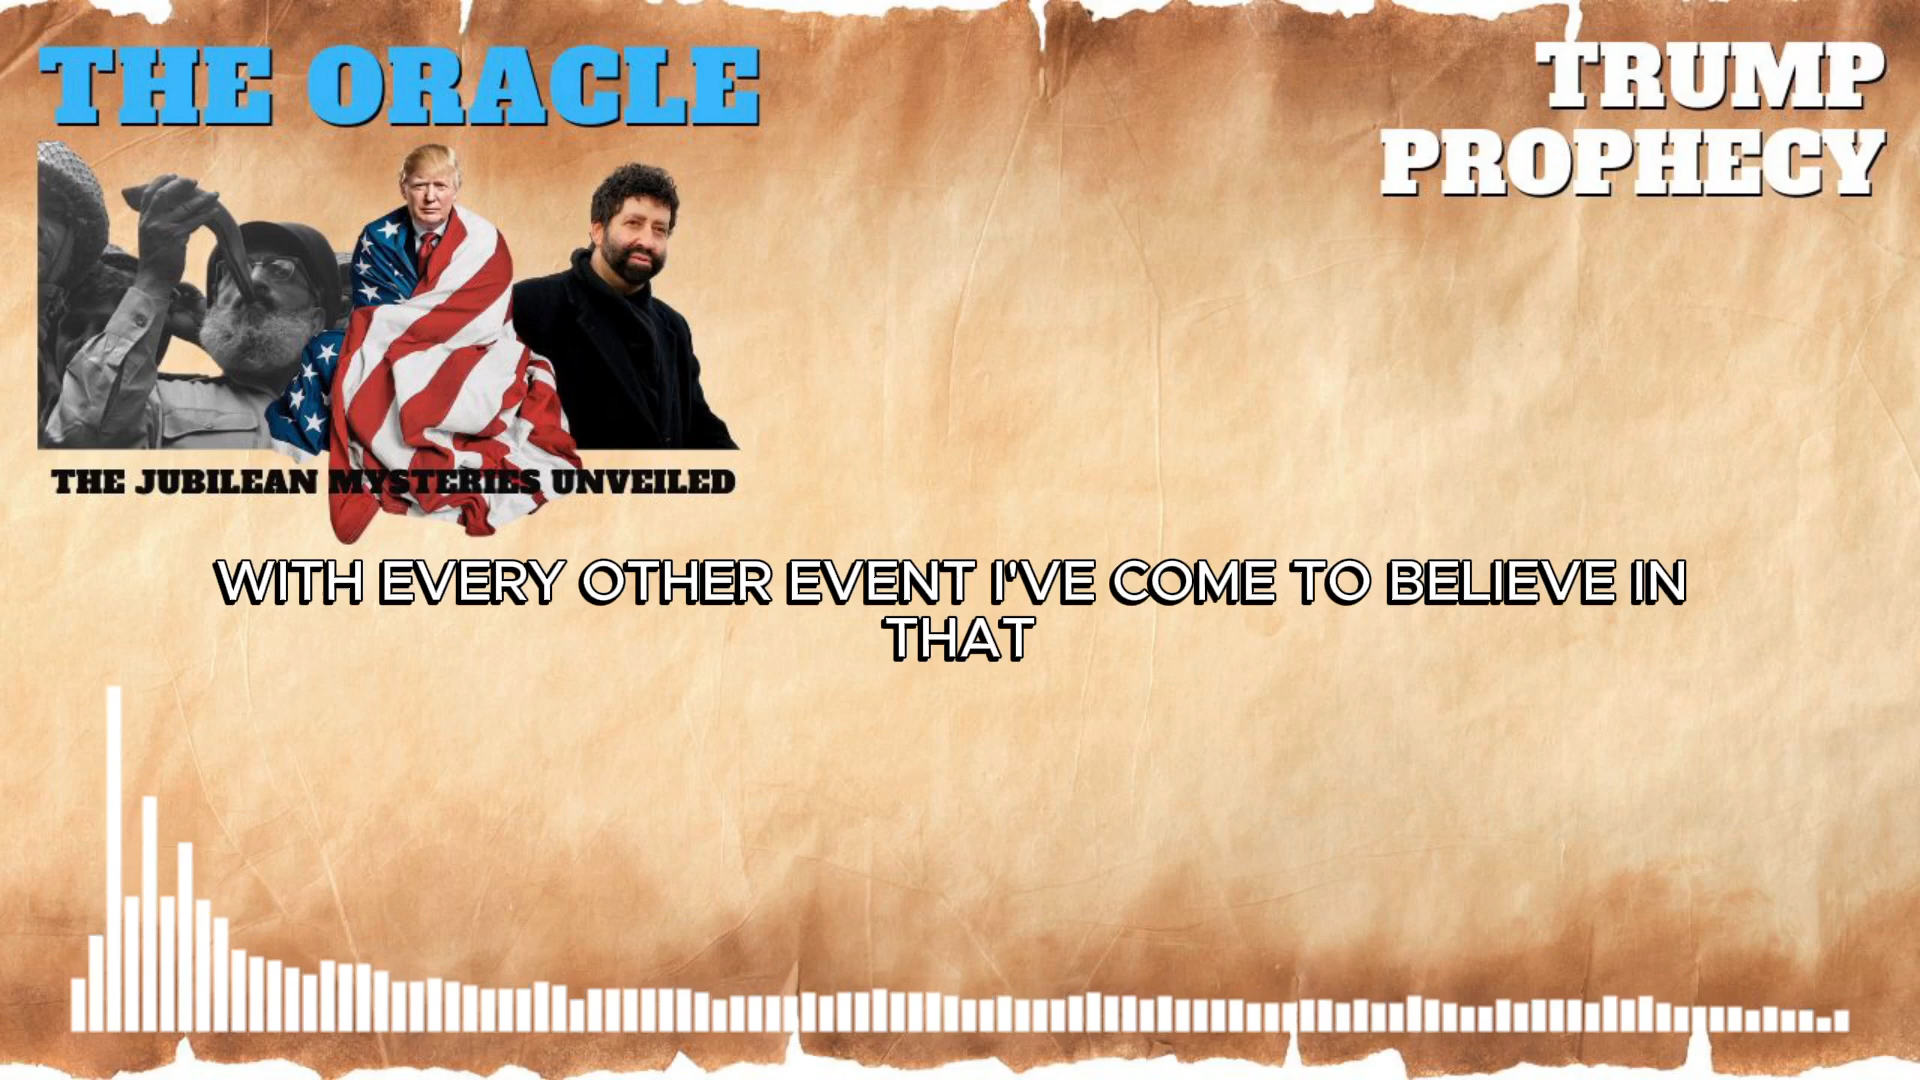 THE ORACLE
TRUMP
PROPHECY
THE JUBILEAN MYSTERIES UNVEILED
WITH EVERY OTHER EVENT I'VE COME TO BELIEVE IN
THAT